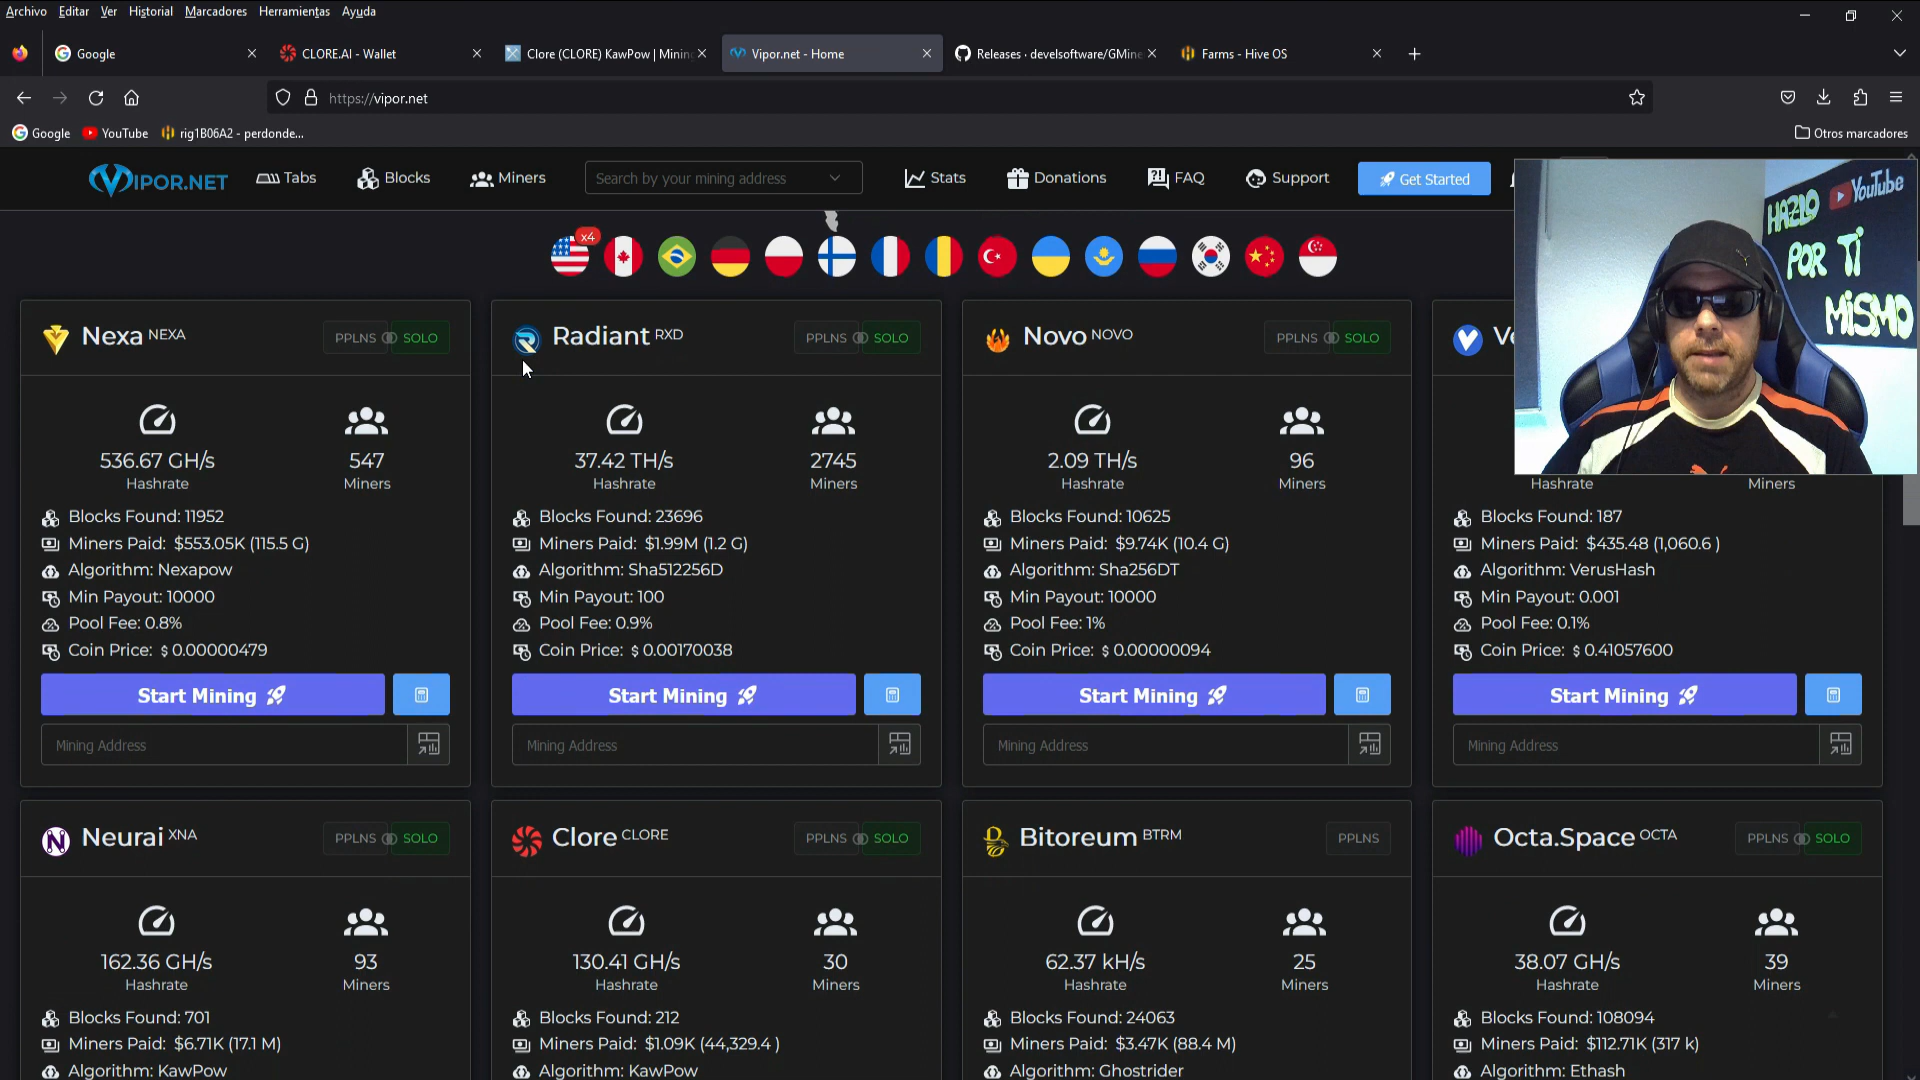 Archivo Editar Ver Historial Marcadores Herramientas Ayuda
Google CLORE.AI - Wallet Clore (CLORE) KawPow | Mining Vipor.net - Home Releases · develsoftware/GMine Farms - Hive OS
https://vipor.net
Google YouTube rig1B06A2 - perdonde... Otros marcadores
VIPOR.NET Tabs Blocks Miners Search by your mining address Stats Donations FAQ Support Get Started
YouTube
HAZLO
POR TI
MISMO
x4
Nexa NEXA PPLNS SOLO
Radiant RXD PPLNS SOLO
Novo NOVO PPLNS SOLO
536.67 GH/s 547
Hashrate Miners
37.42 TH/s 2745
Hashrate Miners
2.09 TH/s 96
Hashrate Miners
Hashrate Miners
Blocks Found: 11952
Miners Paid: $553.05K (115.5 G)
Algorithm: Nexapow
Min Payout: 10000
Pool Fee: 0.8%
Coin Price: $ 0.00000479
Start Mining
Mining Address
Blocks Found: 23696
Miners Paid: $1.99M (1.2 G)
Algorithm: Sha512256D
Min Payout: 100
Pool Fee: 0.9%
Coin Price: $ 0.00170038
Start Mining
Mining Address
Blocks Found: 10625
Miners Paid: $9.74K (10.4 G)
Algorithm: Sha256DT
Min Payout: 10000
Pool Fee: 1%
Coin Price: $ 0.00000094
Start Mining
Mining Address
Blocks Found: 187
Miners Paid: $435.48 (1,060.6 )
Algorithm: VerusHash
Min Payout: 0.001
Pool Fee: 0.1%
Coin Price: $ 0.41057600
Start Mining
Mining Address
Neurai XNA PPLNS SOLO
162.36 GH/s 93
Hashrate Miners
Blocks Found: 701
Miners Paid: $6.71K (17.1 M)
Algorithm: KawPow
Clore CLORE PPLNS SOLO
130.41 GH/s 30
Hashrate Miners
Blocks Found: 212
Miners Paid: $1.09K (44,329.4 )
Algorithm: KawPow
Bitoreum BTRM PPLNS
62.37 kH/s 25
Hashrate Miners
Blocks Found: 24063
Miners Paid: $3.47K (88.4 M)
Algorithm: Ghostrider
Octa.Space OCTA PPLNS SOLO
38.07 GH/s 39
Hashrate Miners
Blocks Found: 108094
Miners Paid: $112.71K (317 k)
Algorithm: Ethash